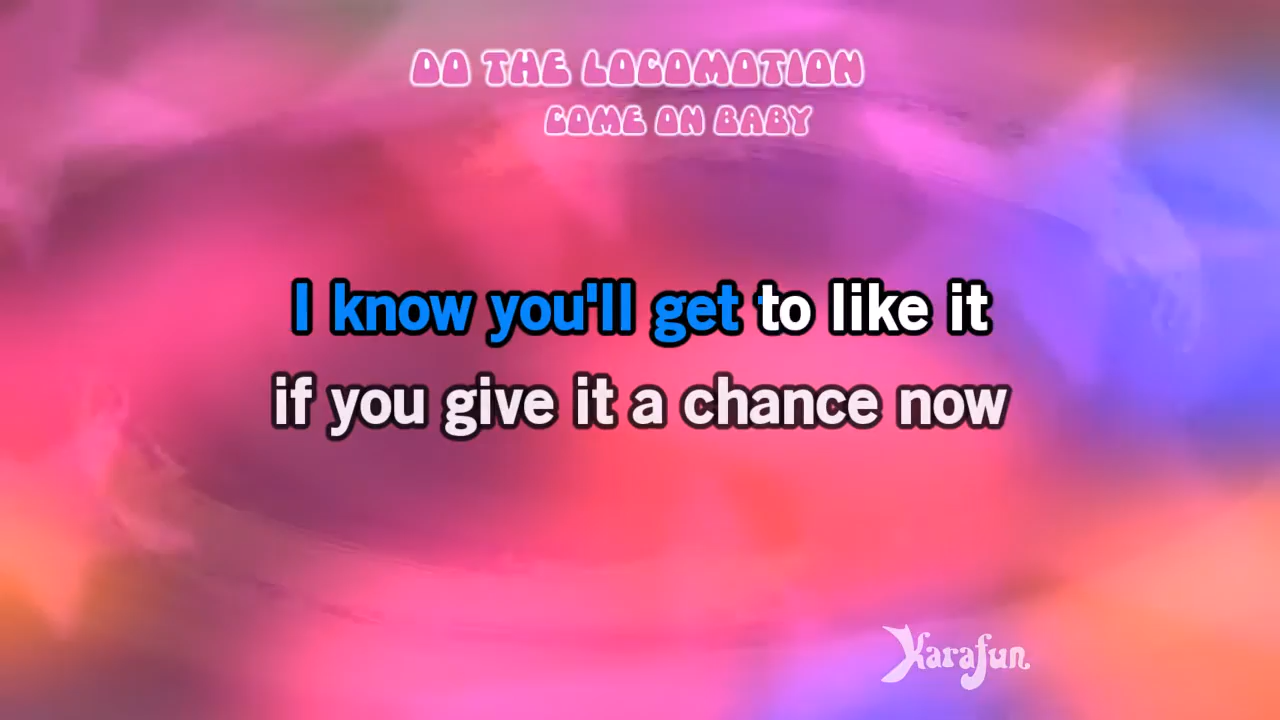 DO THE LOCOMOTION
COME ON BABY
I know you'll get to like it
if you give it a chance now
Karafun